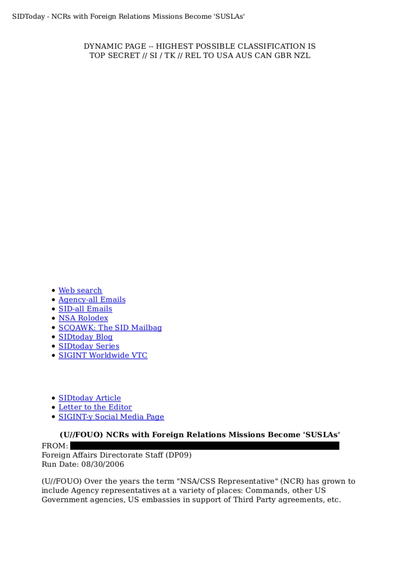 SIDToday - NCRs with Foreign Relations Missions Become 'SUSLAs'
DYNAMIC PAGE -- HIGHEST POSSIBLE CLASSIFICATION IS
TOP SECRET // SI / TK // REL TO USA AUS CAN GBR NZL
Web search
Agency-all Emails
SID-all Emails
NSA Rolodex
SCQAWK: The SID Mailbag
SIDtoday Blog
SIDtoday Series
SIGINT Worldwide VTC
SIDtoday Article
Letter to the Editor
SIGINT-y Social Media Page
(U//FOUO) NCRs with Foreign Relations Missions Become 'SUSLAs'
FROM:
Foreign Affairs Directorate Staff (DP09)
Run Date: 08/30/2006
(U//FOUO) Over the years the term "NSA/CSS Representative" (NCR) has grown to
include Agency representatives at a variety of places: Commands, other US
Government agencies, US embassies in support of Third Party agreements, etc.